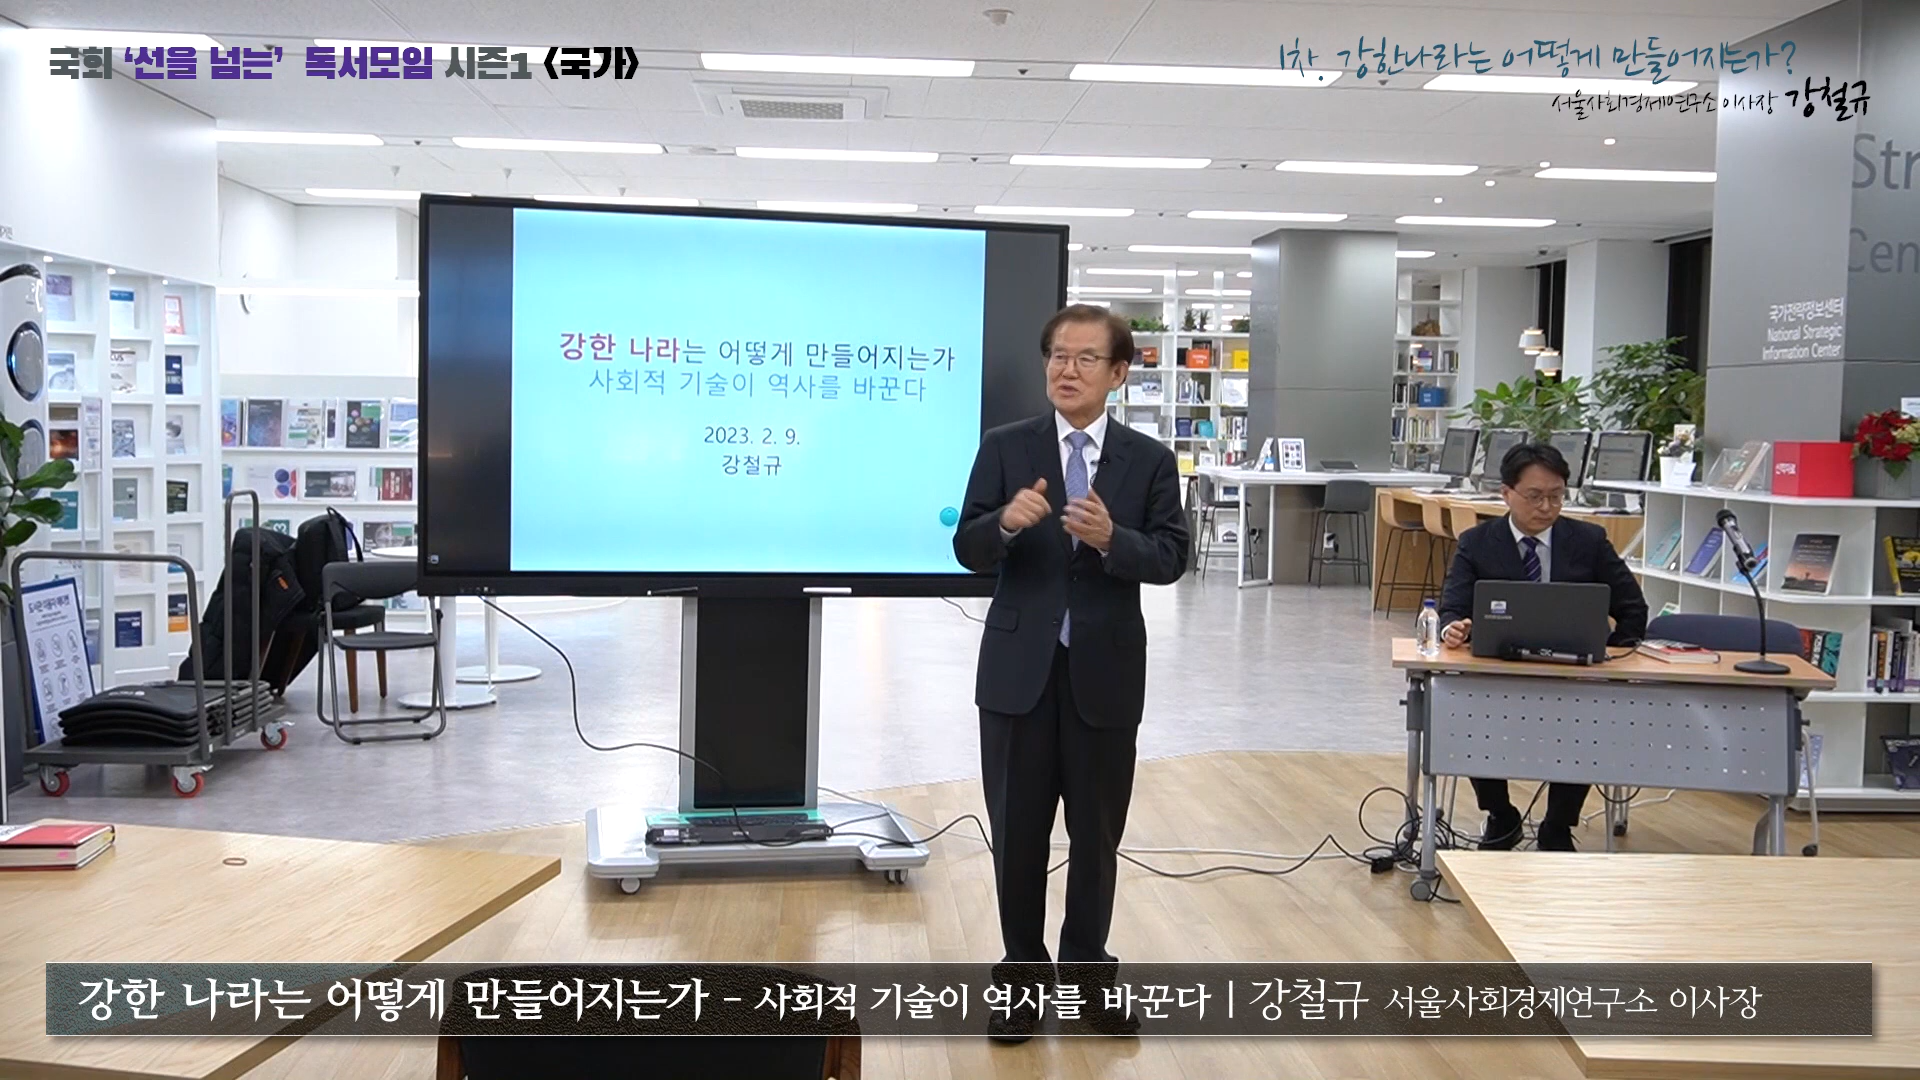 국회 ‘선을 넘는’ 독서모임 시즌1 <국가>
1차. 강한나라는 어떻게 만들어지는가?
서울사회경제연구소 이사장 강철규
Str
Cen
국가전략정보센터
National Strategic
Information Center
강한 나라는 어떻게 만들어지는가
사회적 기술이 역사를 바꾼다
2023. 2. 9.
강철규
강한 나라는 어떻게 만들어지는가 - 사회적 기술이 역사를 바꾼다 | 강철규 서울사회경제연구소 이사장